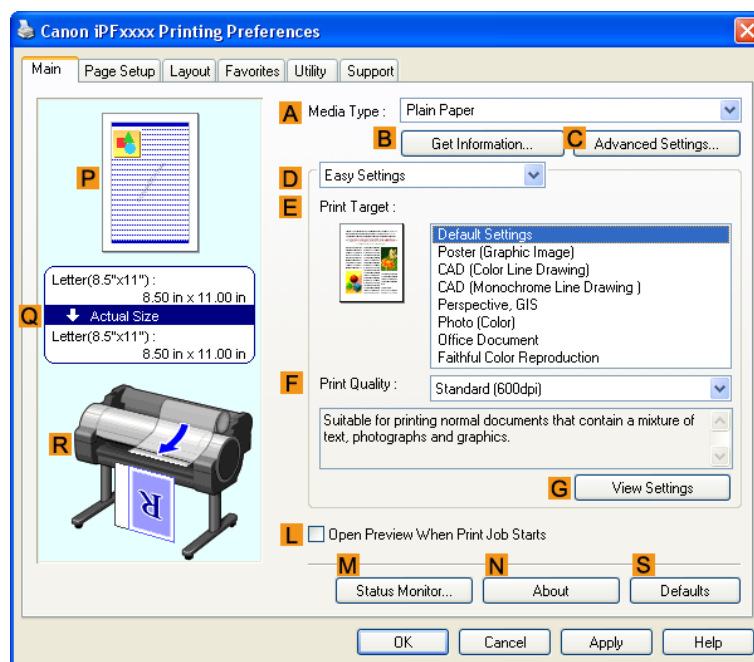 Canon iPFxxxx Printing Preferences
Main Page Setup Layout Favorites Utility Support
A Media Type : Plain Paper
B Get Information... C Advanced Settings...
P
D Easy Settings
E Print Target :
Default Settings
Poster (Graphic Image)
CAD (Color Line Drawing)
CAD (Monochrome Line Drawing )
Perspective, GIS
Photo (Color)
Office Document
Faithful Color Reproduction
Letter(8.5"x11") :
8.50 in x 11.00 in
Q Actual Size
Letter(8.5"x11") :
8.50 in x 11.00 in
F Print Quality : Standard (600dpi)
Suitable for printing normal documents that contain a mixture of
text, photographs and graphics.
R
R
G View Settings
L Open Preview When Print Job Starts
M N S
Status Monitor... About Defaults
OK Cancel Apply Help